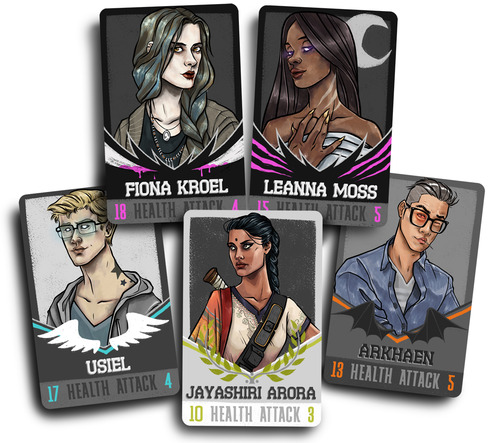 FIONA KROEL
18 HEALTH ATTACK 4
LEANNA MOSS
15 HEALTH ATTACK 5
USIEL
17 HEALTH ATTACK 4
JAYASHIRI ARORA
10 HEALTH ATTACK 3
ARKHAEN
13 HEALTH ATTACK 5